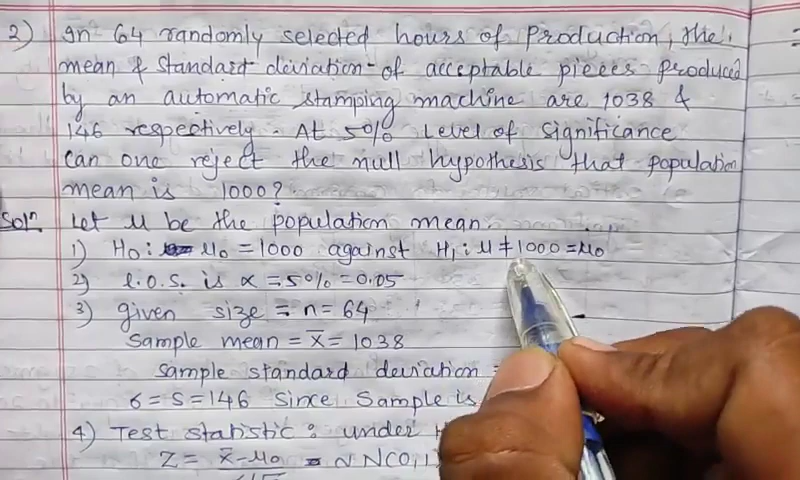 2) In 64 randomly selected hours of Production, the
mean & Standard deviation of acceptable pieces produced
by an automatic stamping machine are 1038 &
146 respectively. At 5% Level of significance
Can one reject the null hypothesis that population
mean is 1000?
Soln. Let μ be the population mean.
1) H₀: μ₀ = 1000 against H₁: μ ≠ 1000 = μ₀
2) l.o.s. is α = 5% = 0.05
3) given size = n = 64
Sample mean = x̄ = 1038
Sample standard deviation =
σ = S = 146 Since Sample is
4) Test statistic: under
Z = x̄ - μ₀ ~ N(0,1)